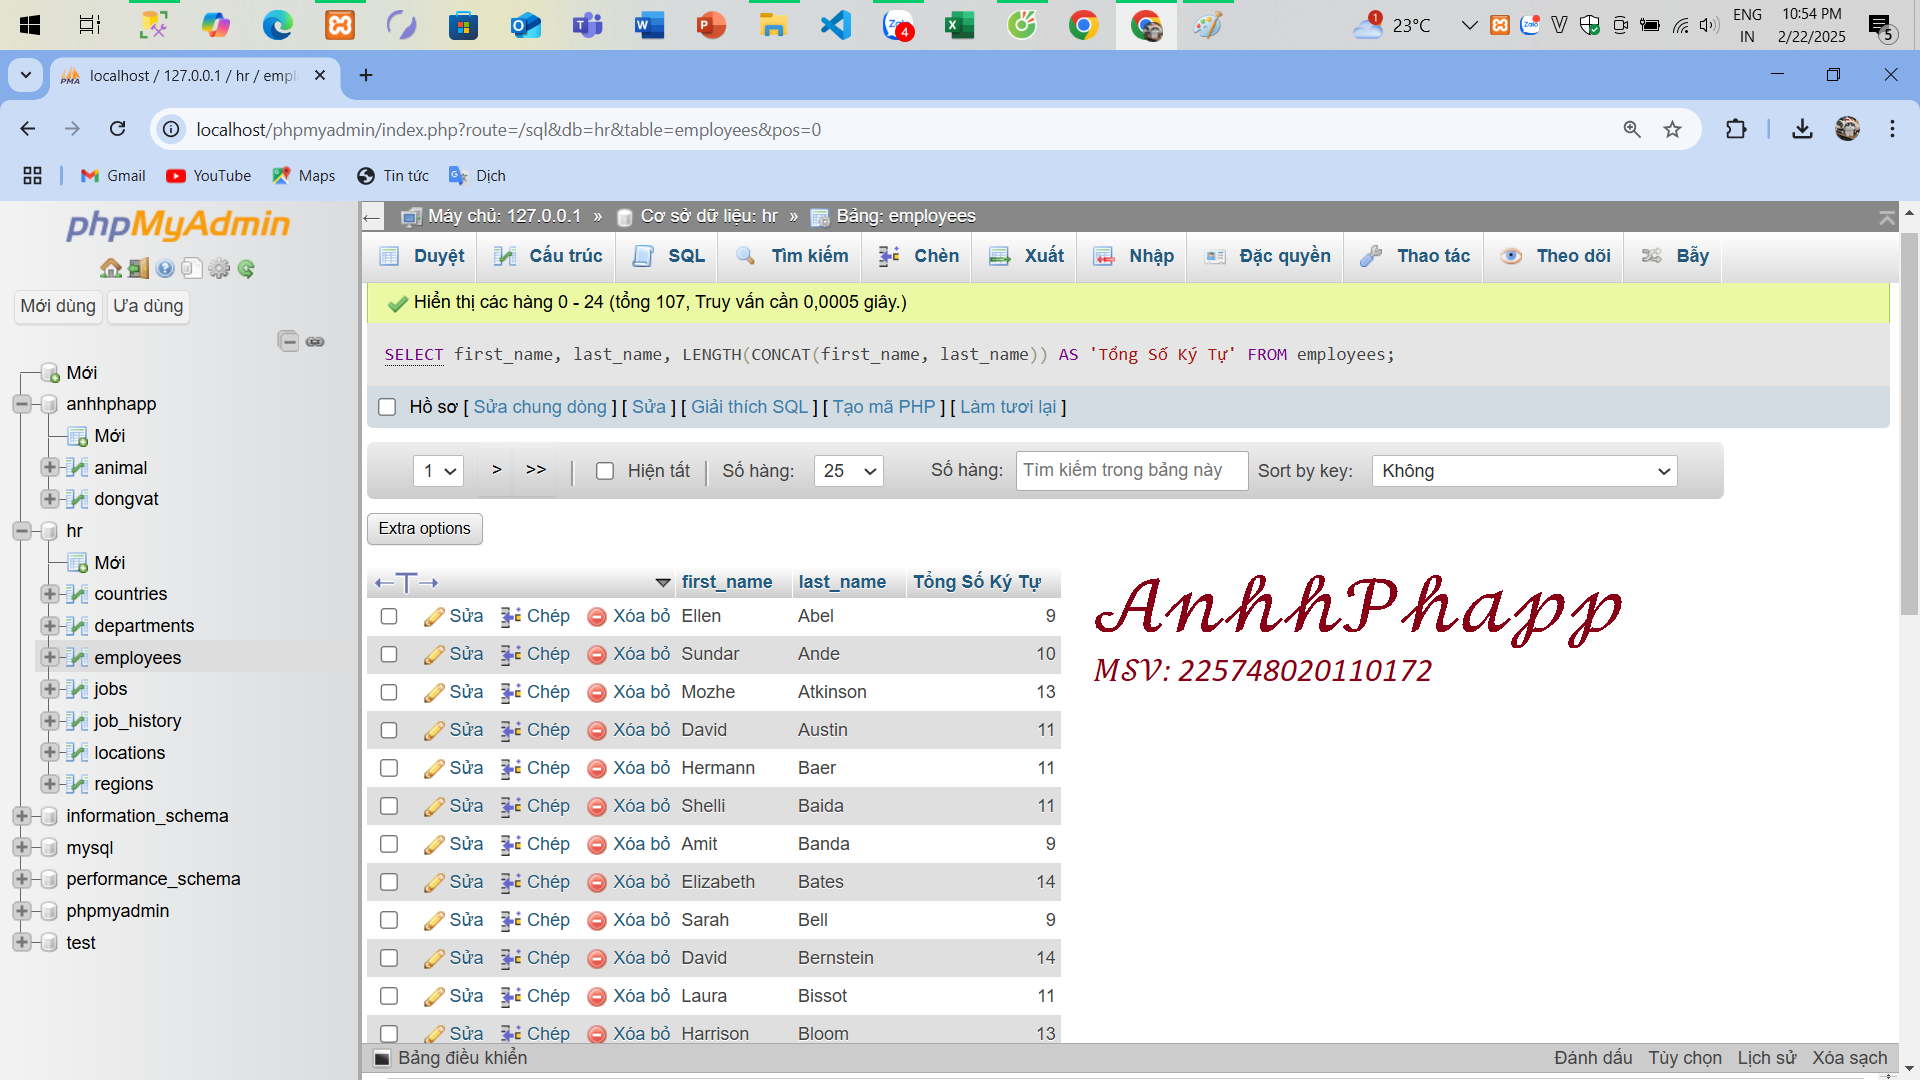 ENG
IN
10:54 PM
2/22/2025
23°C
1
4
5
localhost / 127.0.0.1 / hr / empl
localhost/phpmyadmin/index.php?route=/sql&db=hr&table=employees&pos=0
Gmail YouTube Maps Tin tức Dịch
phpMyAdmin
Mới dùng Ưa dùng
Mới
anhhphapp
Mới
animal
dongvat
hr
Mới
countries
departments
employees
jobs
job_history
locations
regions
information_schema
mysql
performance_schema
phpmyadmin
test
Máy chủ: 127.0.0.1 » Cơ sở dữ liệu: hr » Bảng: employees
Duyệt Cấu trúc SQL Tìm kiếm Chèn Xuất Nhập Đặc quyền Thao tác Theo dõi Bẫy
Hiển thị các hàng 0 - 24 (tổng 107, Truy vấn cần 0,0005 giây.)
SELECT first_name, last_name, LENGTH(CONCAT(first_name, last_name)) AS 'Tổng Số Ký Tự' FROM employees;
Hồ sơ [ Sửa chung dòng ] [ Sửa ] [ Giải thích SQL ] [ Tạo mã PHP ] [ Làm tươi lại ]
1 > >> | Hiện tất | Số hàng: 25 Số hàng: Tìm kiếm trong bảng này Sort by key: Không
Extra options
←T→ first_name last_name Tổng Số Ký Tự
Sửa Chép Xóa bỏ Ellen Abel 9
Sửa Chép Xóa bỏ Sundar Ande 10
Sửa Chép Xóa bỏ Mozhe Atkinson 13
Sửa Chép Xóa bỏ David Austin 11
Sửa Chép Xóa bỏ Hermann Baer 11
Sửa Chép Xóa bỏ Shelli Baida 11
Sửa Chép Xóa bỏ Amit Banda 9
Sửa Chép Xóa bỏ Elizabeth Bates 14
Sửa Chép Xóa bỏ Sarah Bell 9
Sửa Chép Xóa bỏ David Bernstein 14
Sửa Chép Xóa bỏ Laura Bissot 11
Sửa Chép Xóa bỏ Harrison Bloom 13
AnhhPhapp
MSV: 225748020110172
Bảng điều khiển Đánh dấu Tùy chọn Lịch sử Xóa sạch